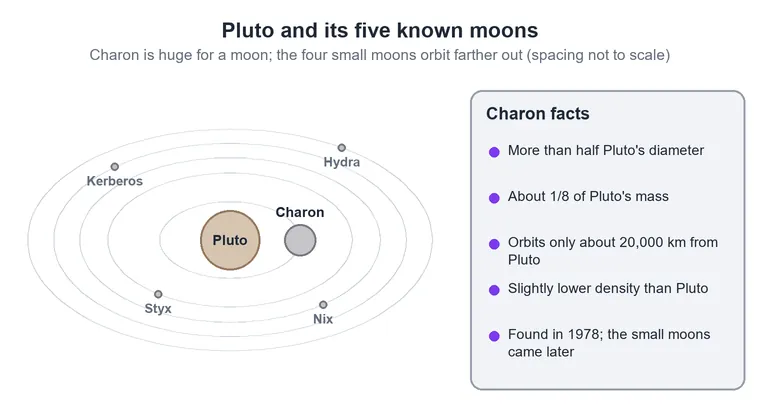 Pluto and its five known moons
Charon is huge for a moon; the four small moons orbit farther out (spacing not to scale)
Hydra
Kerberos
Charon
Pluto
Styx
Nix
Charon facts
More than half Pluto's diameter
About 1/8 of Pluto's mass
Orbits only about 20,000 km from
Pluto
Slightly lower density than Pluto
Found in 1978; the small moons
came later